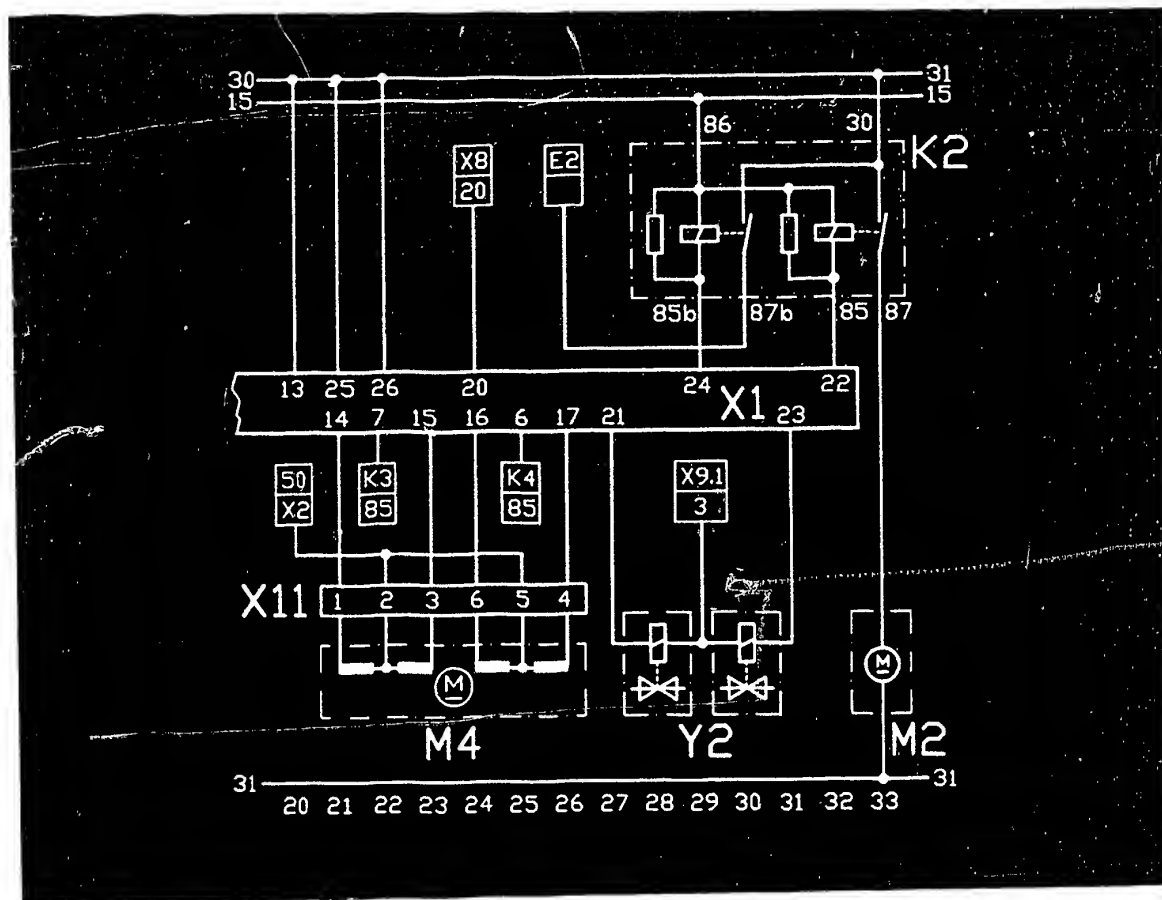 30 31
15 15
86 30
K2
X8 E2
20
85b 87b 85 87
13 25 26 20 24 22
X1
14 7 15 16 6 17 21 23
50 K3 K4 X9.1
X2 85 85 3
X11 1 2 3 6 5 4
M M
M4 Y2 M2
31 31
20 21 22 23 24 25 26 27 28 29 30 31 32 33